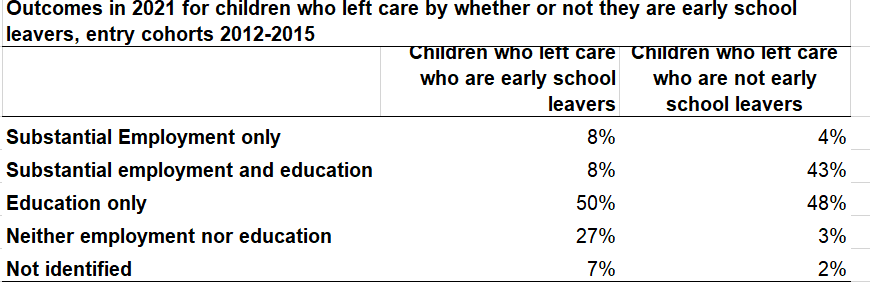 Outcomes in 2021 for children who left care by whether or not they are early school
leavers, entry cohorts 2012-2015
Children who left care who are early school leavers
Children who left care who are not early school leavers
Substantial Employment only 8% 4%
Substantial employment and education 8% 43%
Education only 50% 48%
Neither employment nor education 27% 3%
Not identified 7% 2%